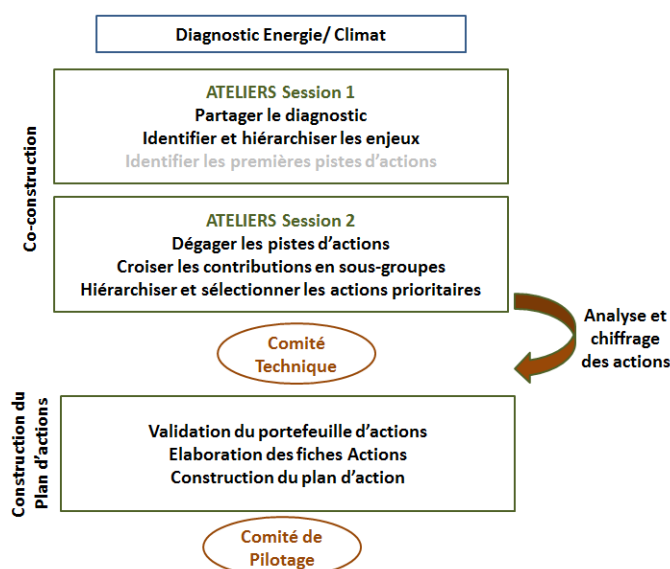 Diagnostic Energie/ Climat
Co-construction
ATELIERS Session 1
Partager le diagnostic
Identifier et hiérarchiser les enjeux
Identifier les premières pistes d'actions
ATELIERS Session 2
Dégager les pistes d'actions
Croiser les contributions en sous-groupes
Hiérarchiser et sélectionner les actions prioritaires
Analyse et
chiffrage
des actions
Comité
Technique
Construction du
Plan d'actions
Validation du portefeuille d'actions
Elaboration des fiches Actions
Construction du plan d'action
Comité de
Pilotage